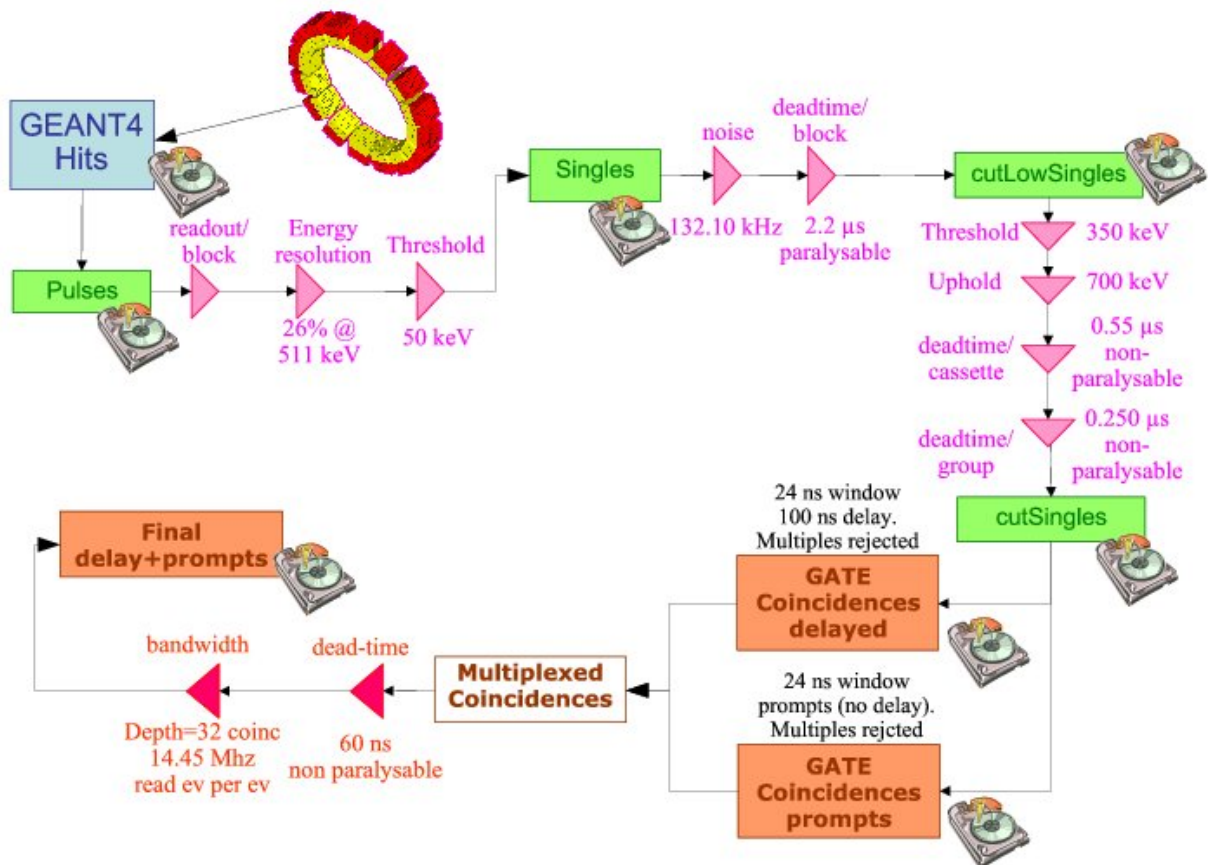 GEANT4
Hits
Pulses
readout/
block
Energy
resolution
26% @
511 keV
Threshold
50 keV
Singles
noise
132.10 kHz
deadtime/
block
2.2 µs
paralysable
cutLowSingles
Threshold
350 keV
Uphold
700 keV
deadtime/
cassette
0.55 µs
non-
paralysable
deadtime/
group
0.250 µs
non-
paralysable
cutSingles
24 ns window
100 ns delay.
Multiples rejected
GATE
Coincidences
delayed
24 ns window
prompts (no delay).
Multiples rejcted
GATE
Coincidences
prompts
Multiplexed
Coincidences
dead-time
60 ns
non paralysable
bandwidth
Depth=32 coinc
14.45 Mhz
read ev per ev
Final
delay+prompts